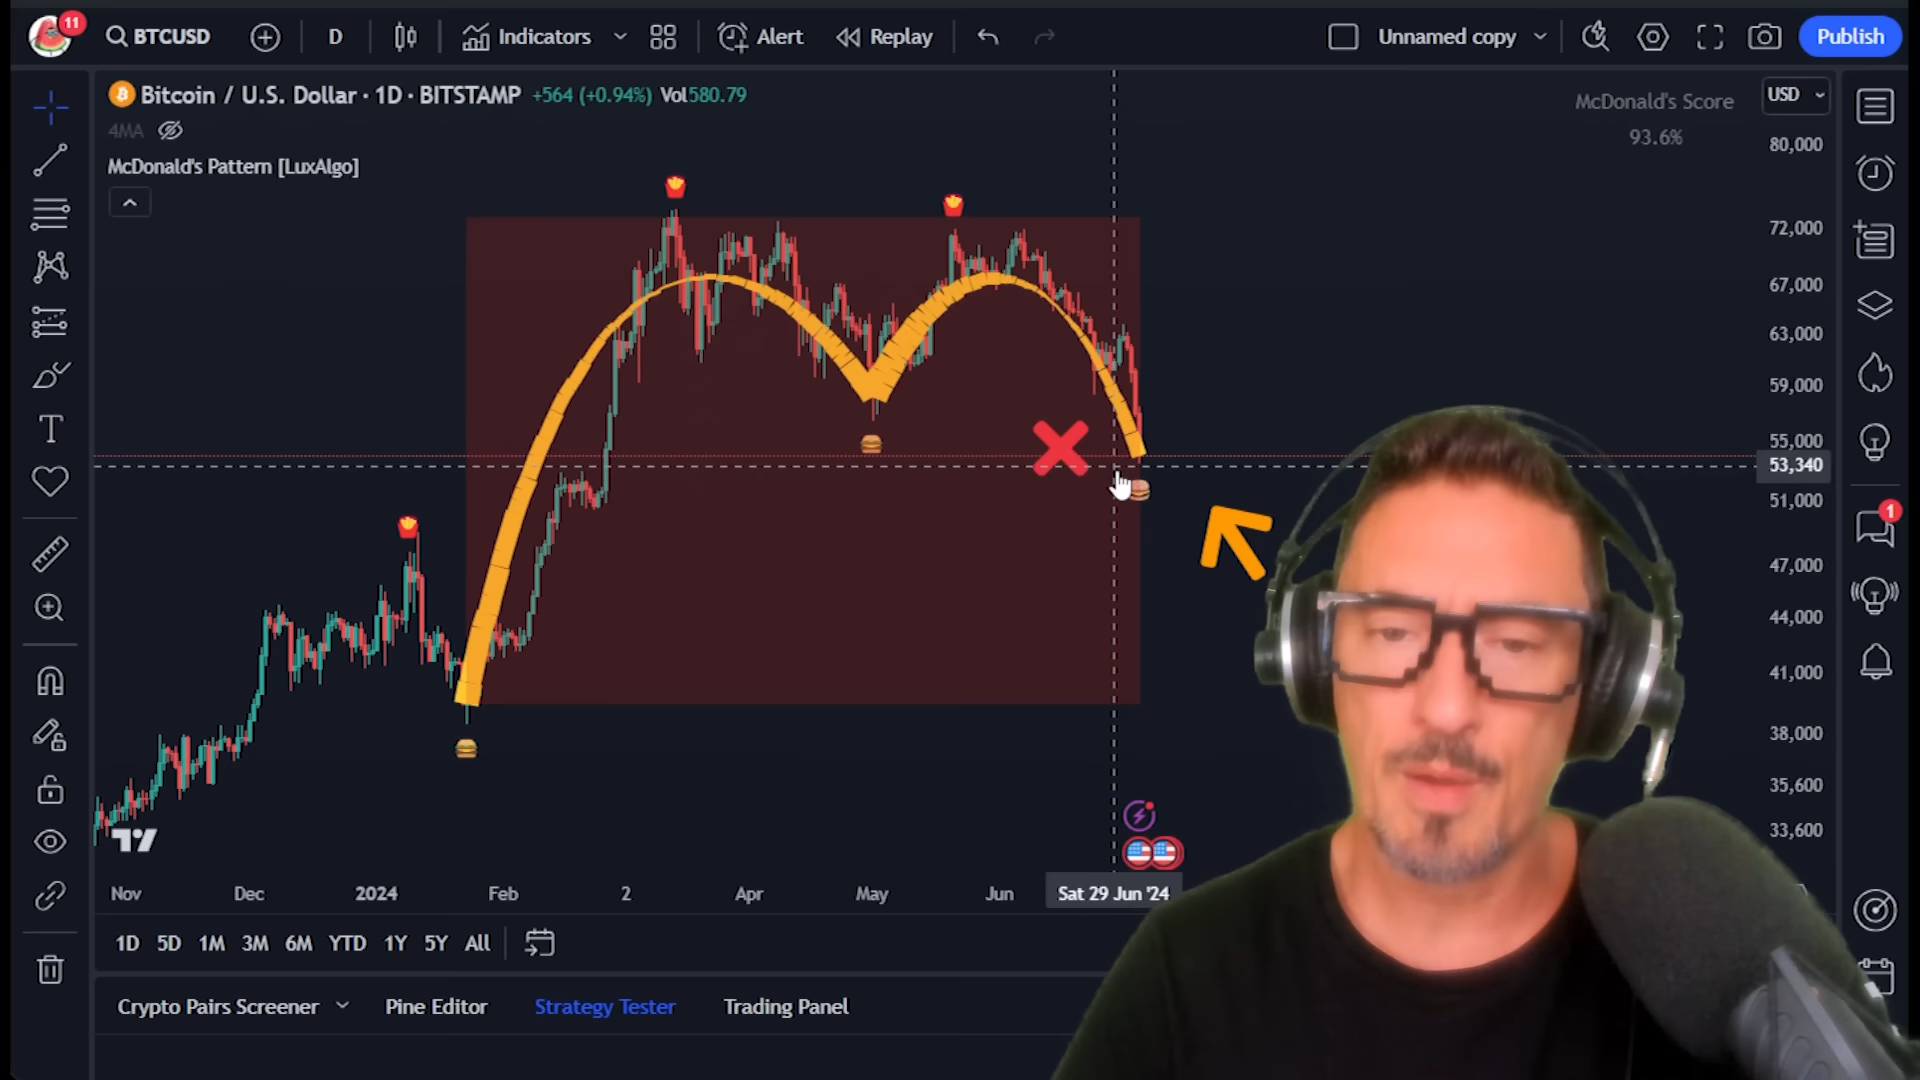 11
BTCUSD
D
Indicators
Alert
Replay
Unnamed copy
Publish
Bitcoin / U.S. Dollar · 1D · BITSTAMP +564 (+0.94%) Vol580.79
4MA
McDonald's Pattern [LuxAlgo]
McDonald's Score
93.6%
USD
80,000
72,000
67,000
63,000
59,000
55,000
53,340
51,000
47,000
44,000
41,000
38,000
35,600
33,600
1
Nov
Dec
2024
Feb
2
Apr
May
Jun
Sat 29 Jun '24
1D 5D 1M 3M 6M YTD 1Y 5Y All
Crypto Pairs Screener
Pine Editor
Strategy Tester
Trading Panel